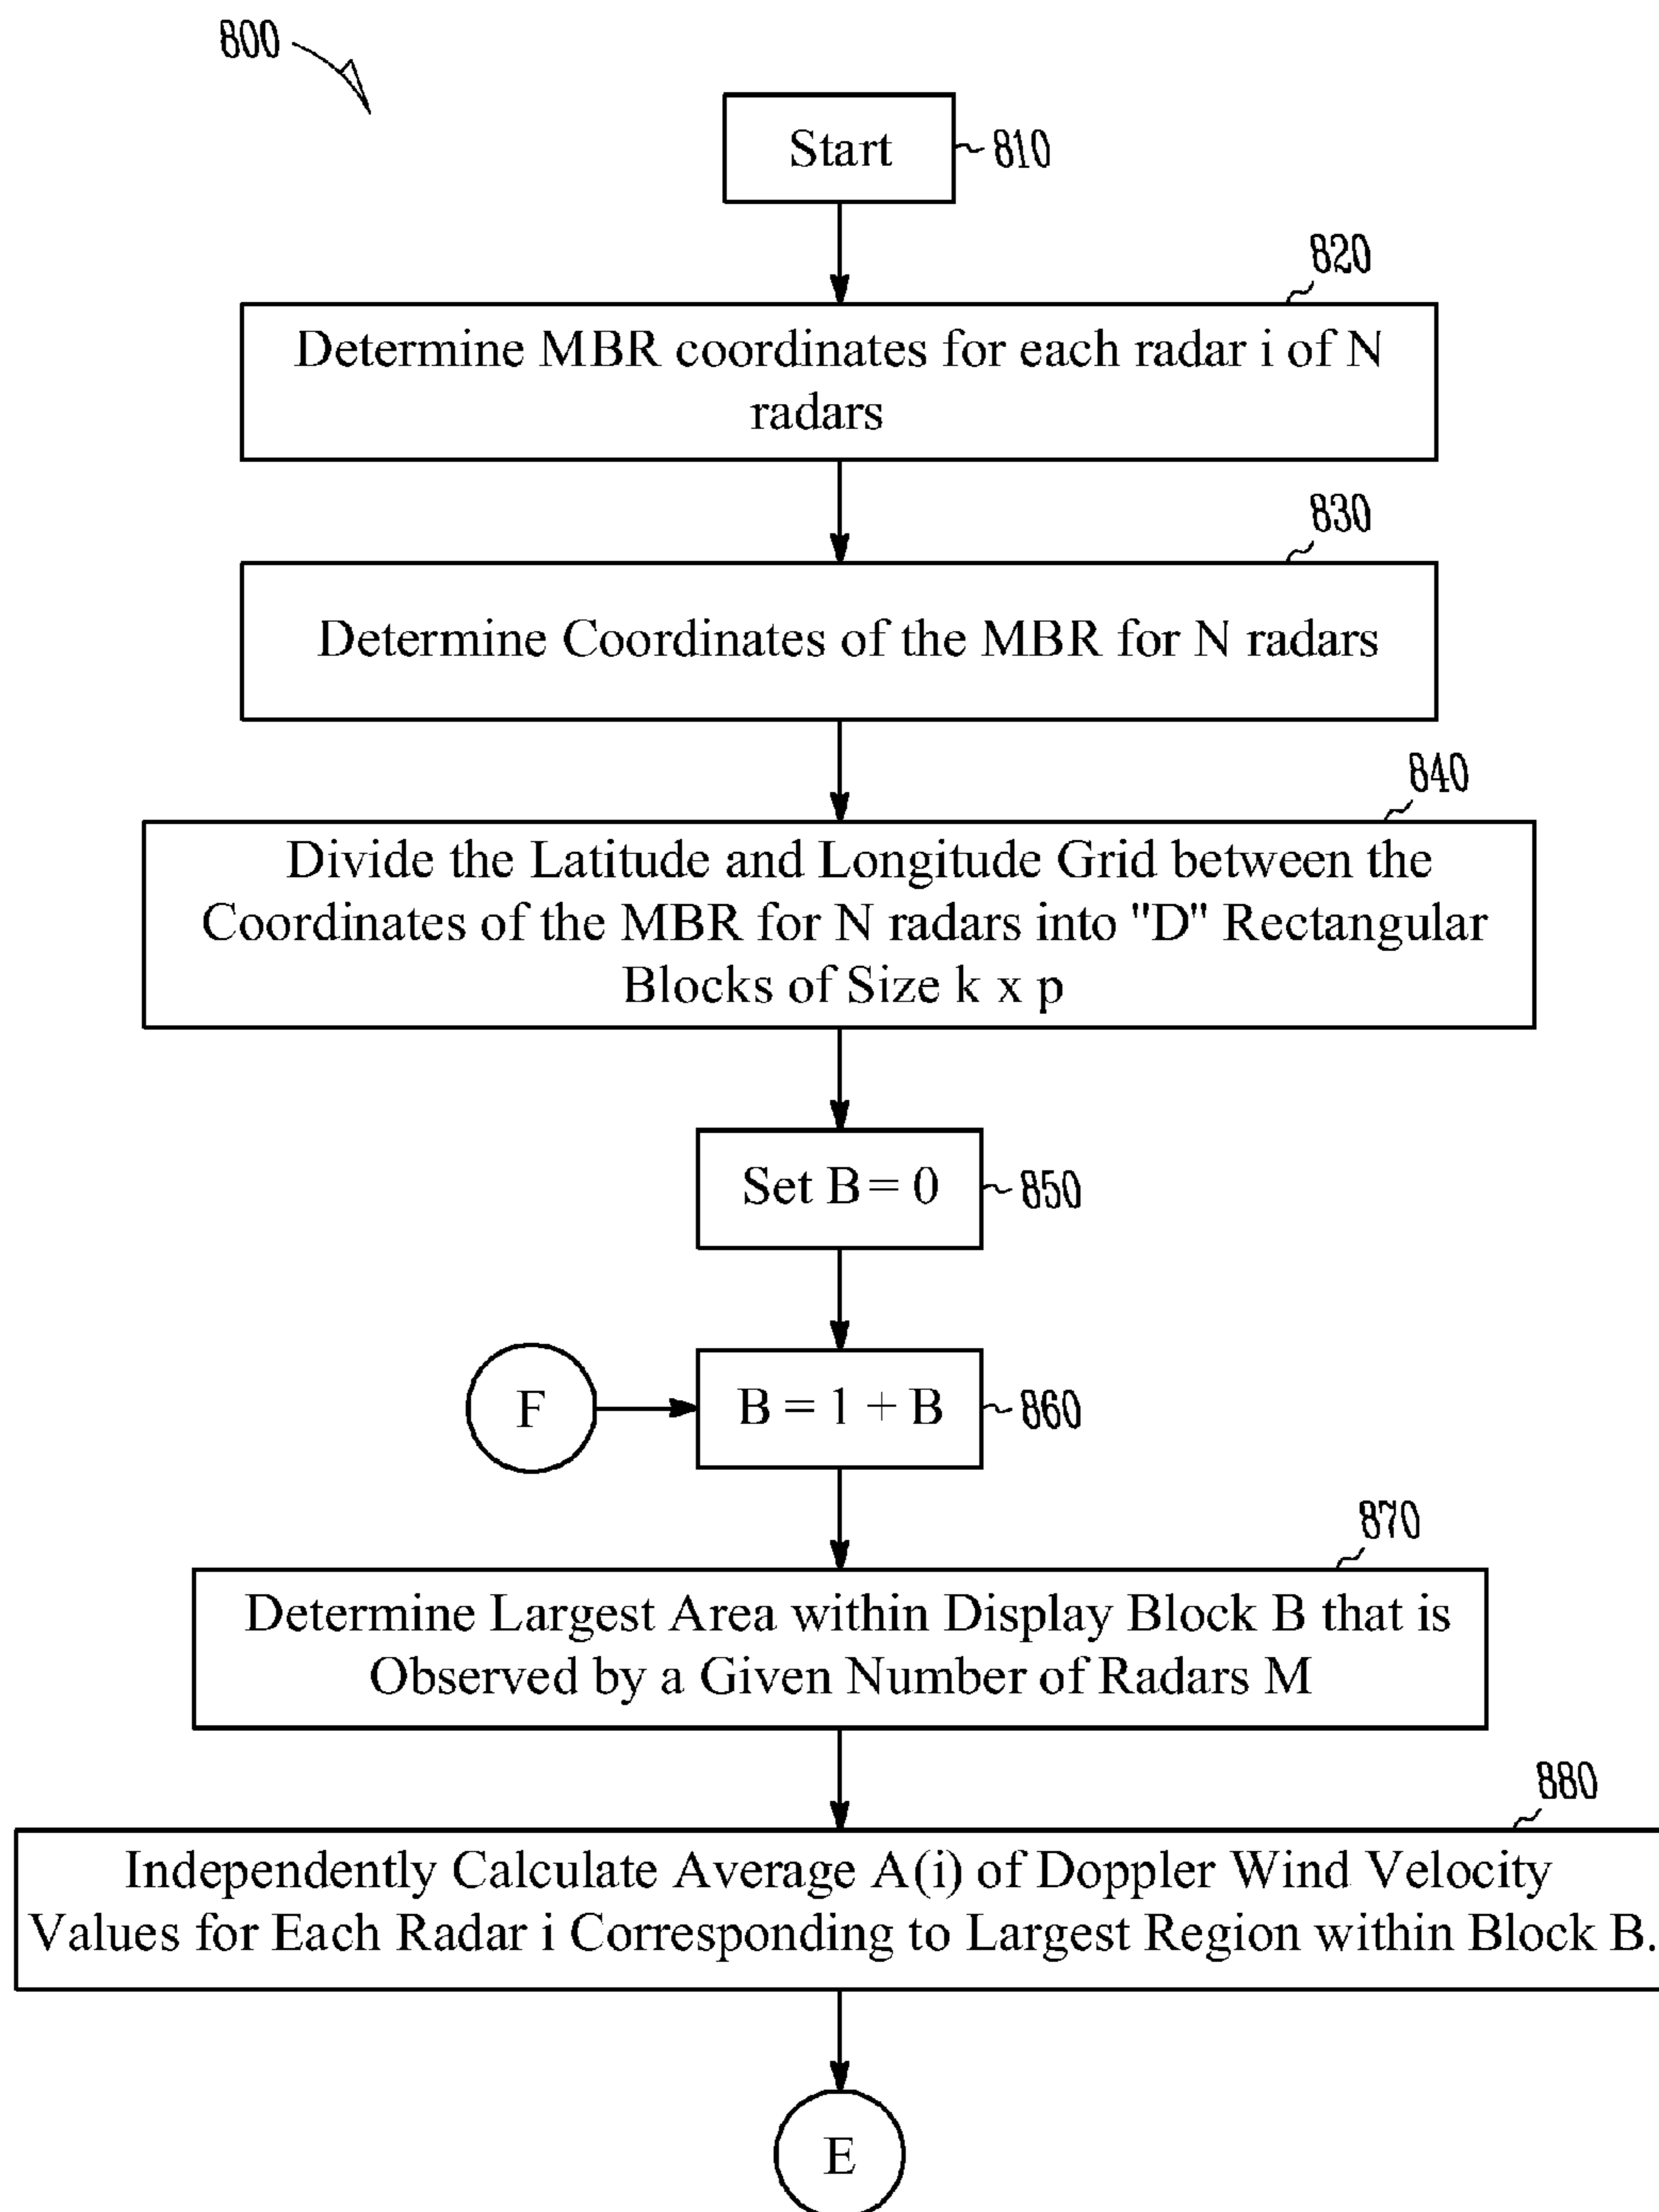 800
Start
810
820
Determine MBR coordinates for each radar i of N
radars
830
Determine Coordinates of the MBR for N radars
840
Divide the Latitude and Longitude Grid between the
Coordinates of the MBR for N radars into "D" Rectangular
Blocks of Size k x p
Set B = 0
850
F
B = 1 + B
860
870
Determine Largest Area within Display Block B that is
Observed by a Given Number of Radars M
880
Independently Calculate Average A(i) of Doppler Wind Velocity
Values for Each Radar i Corresponding to Largest Region within Block B.
E